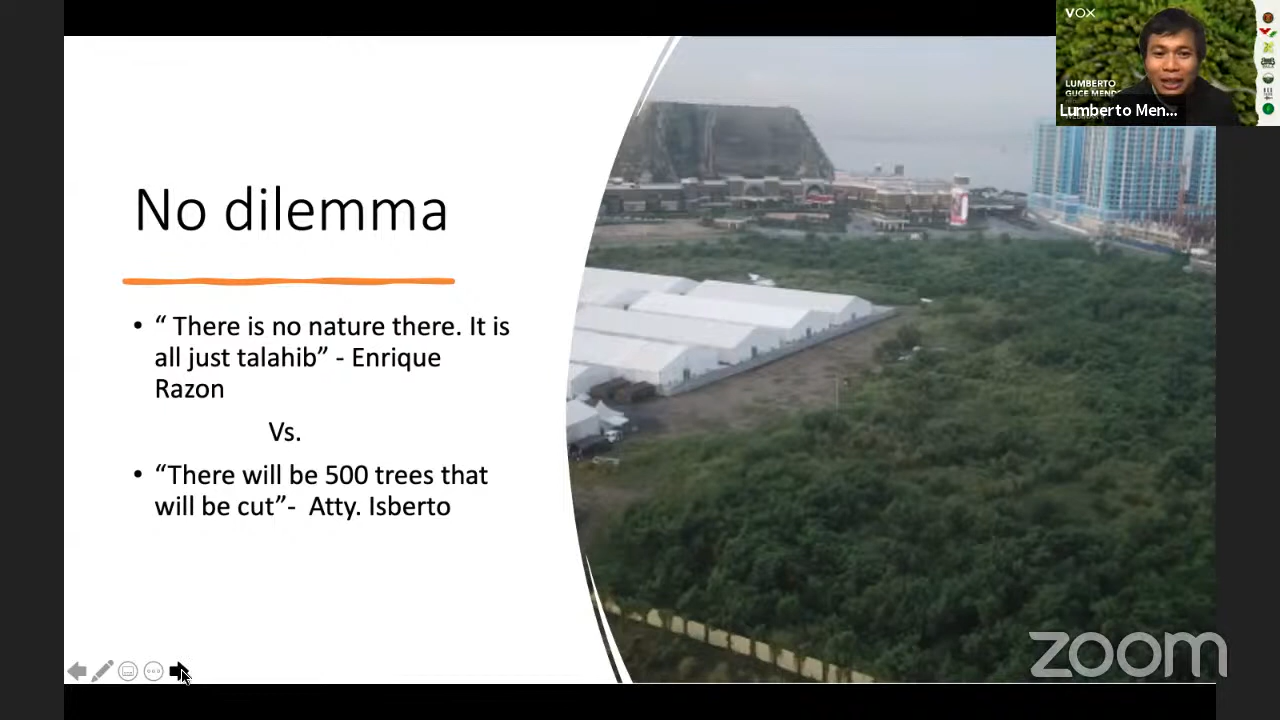 VOX
LUMBERTO
GUCE MEND
Lumberto Men...
No dilemma
• “ There is no nature there. It is
all just talahib” - Enrique
Razon
Vs.
• “There will be 500 trees that
will be cut”- Atty. Isberto
zoom